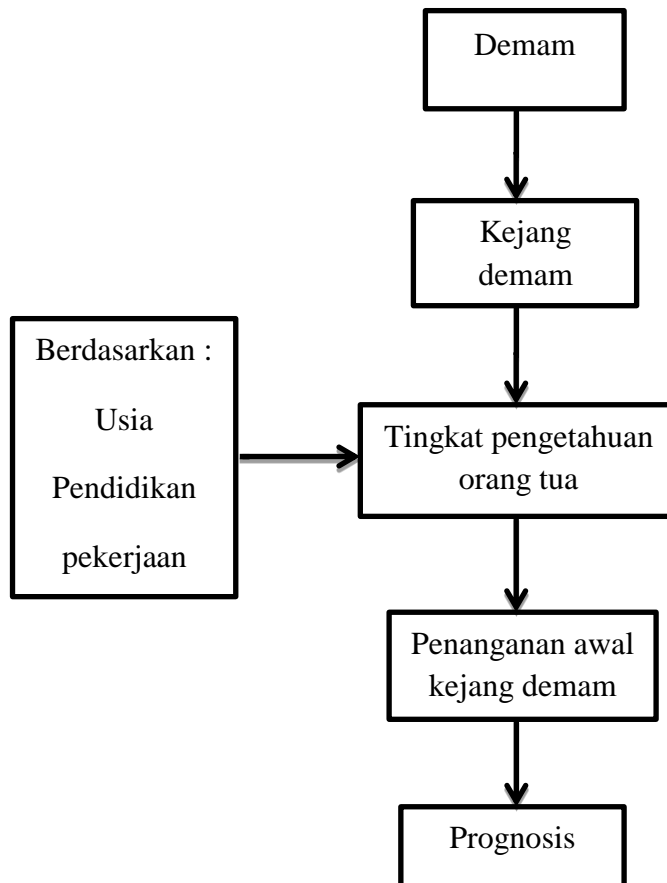 Demam
Kejang
demam
Berdasarkan :
Usia
Pendidikan
pekerjaan
Tingkat pengetahuan
orang tua
Penanganan awal
kejang demam
Prognosis